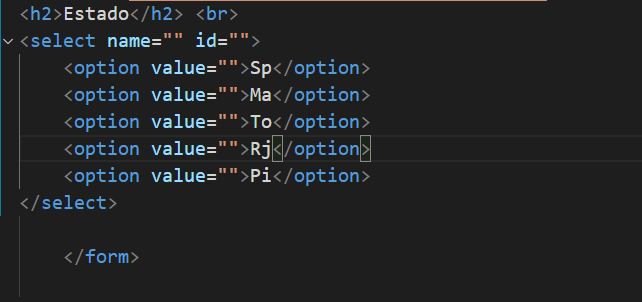 <h2>Estado</h2> <br>
<select name="" id="">
<option value="">Sp</option>
<option value="">Ma</option>
<option value="">To</option>
<option value="">Rj</option>
<option value="">Pi</option>
</select>
</form>